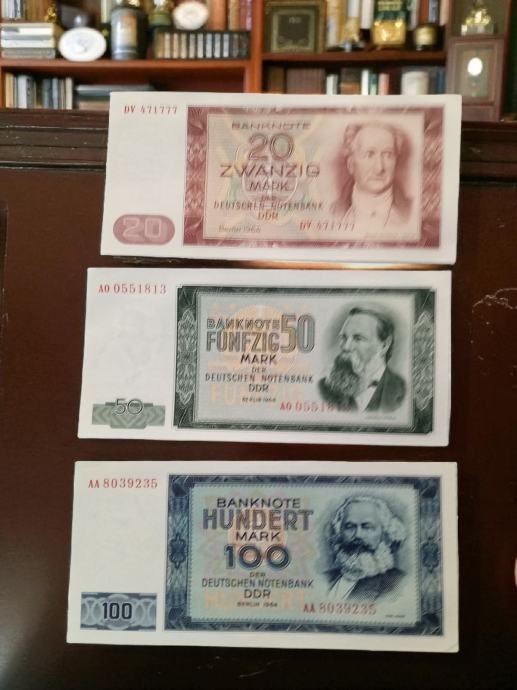 DV 471777
BANKNOTE
20
ZWANZIG
MARK
DER
DEUTSCHEN NOTENBANK
DDR
DV 471777
Berlin 1964
20
AO 0551813
BANKNOTE
FÜNFZIG 50
MARK
DER
DEUTSCHEN NOTENBANK
DDR
BERLIN 1964
AO 0551813
50
AA 8039235
BANKNOTE
HUNDERT
MARK
100
DER
DEUTSCHEN NOTENBANK
DDR
BERLIN 1964
AA 8039235
100